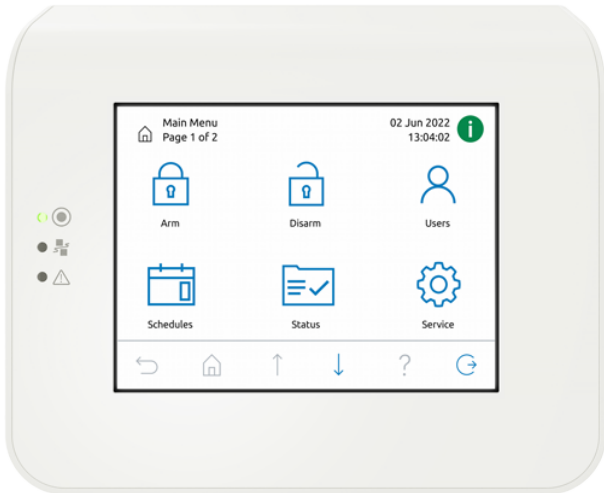 Main Menu
Page 1 of 2
02 Jun 2022
13:04:02
i
Arm
Disarm
Users
Schedules
Status
Service
?